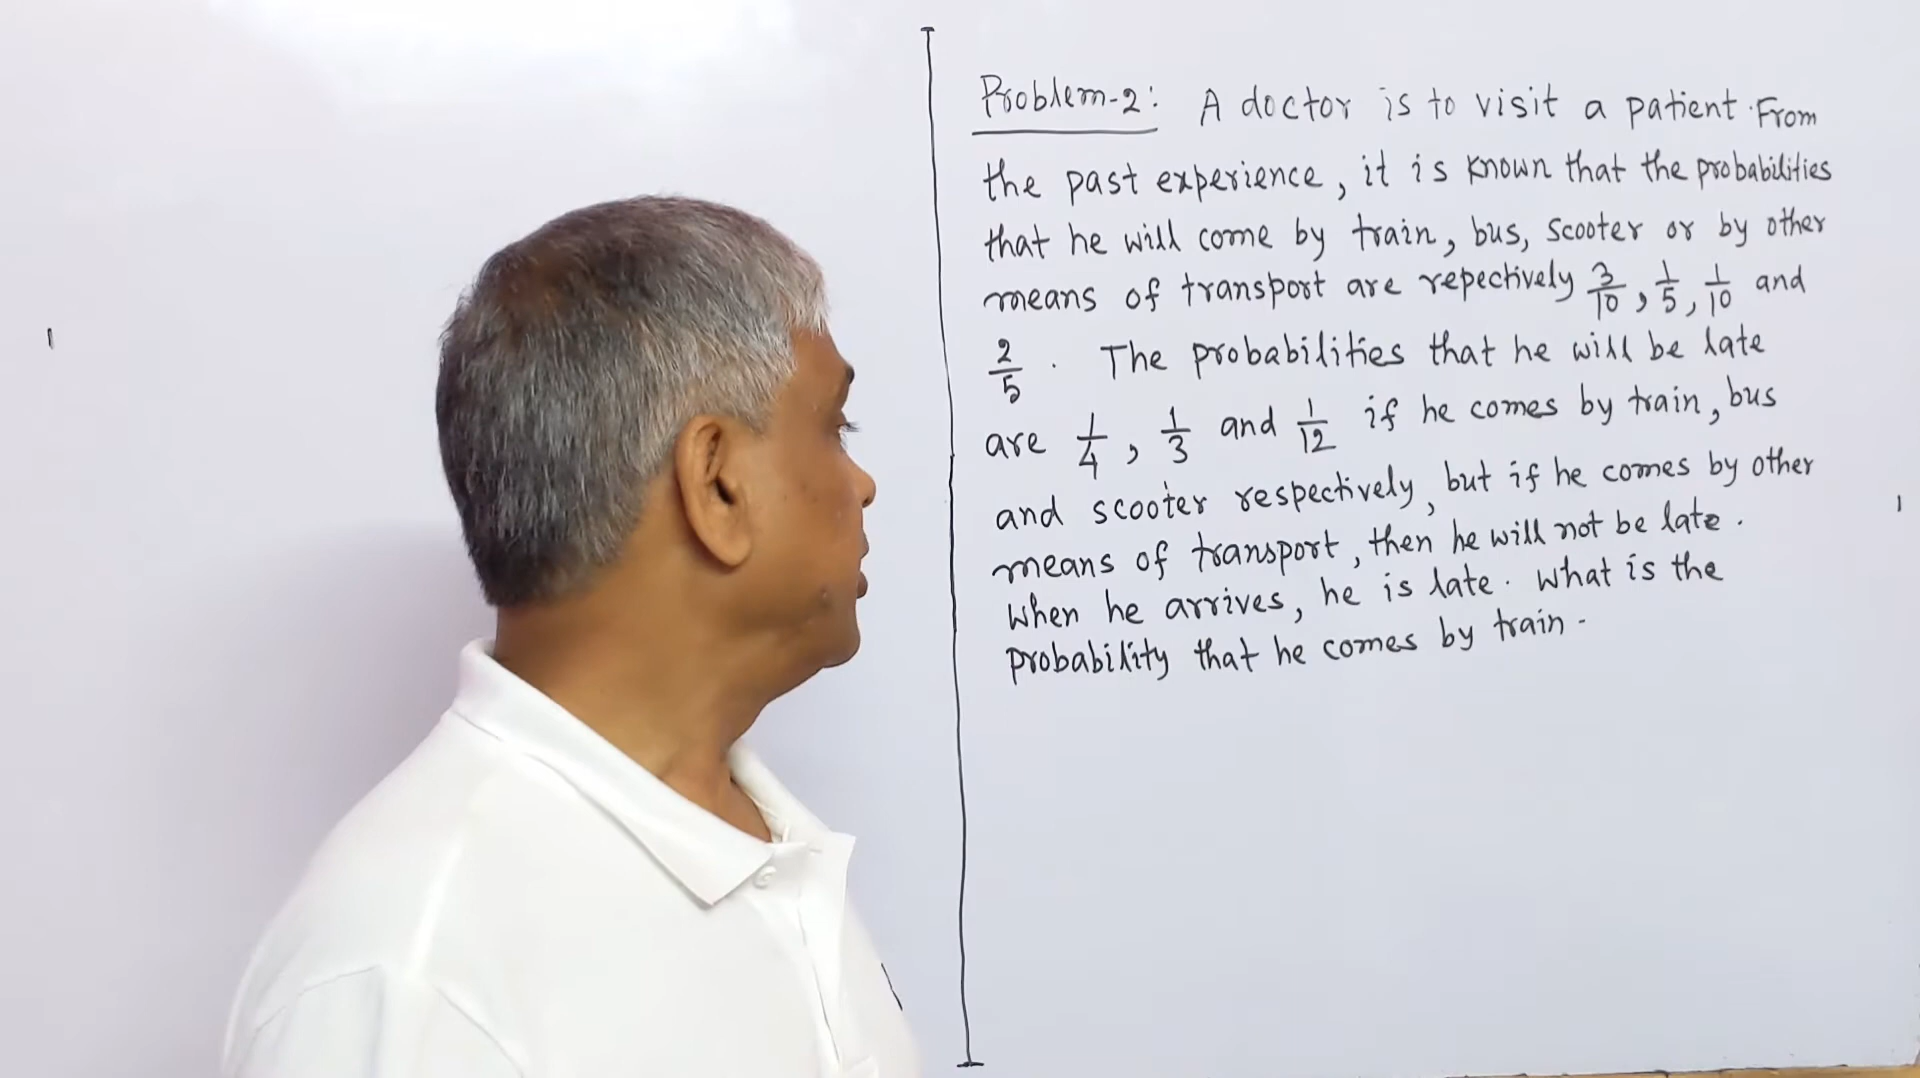 Problem-2: A doctor is to visit a patient. From
the past experience, it is known that the probabilities
that he will come by train, bus, scooter or by other
means of transport are repectively 3/10, 1/5, 1/10 and
2/5. The probabilities that he will be late
are 1/4, 1/3 and 1/12 if he comes by train, bus
and scooter respectively, but if he comes by other
means of transport, then he will not be late.
when he arrives, he is late. what is the
probability that he comes by train.